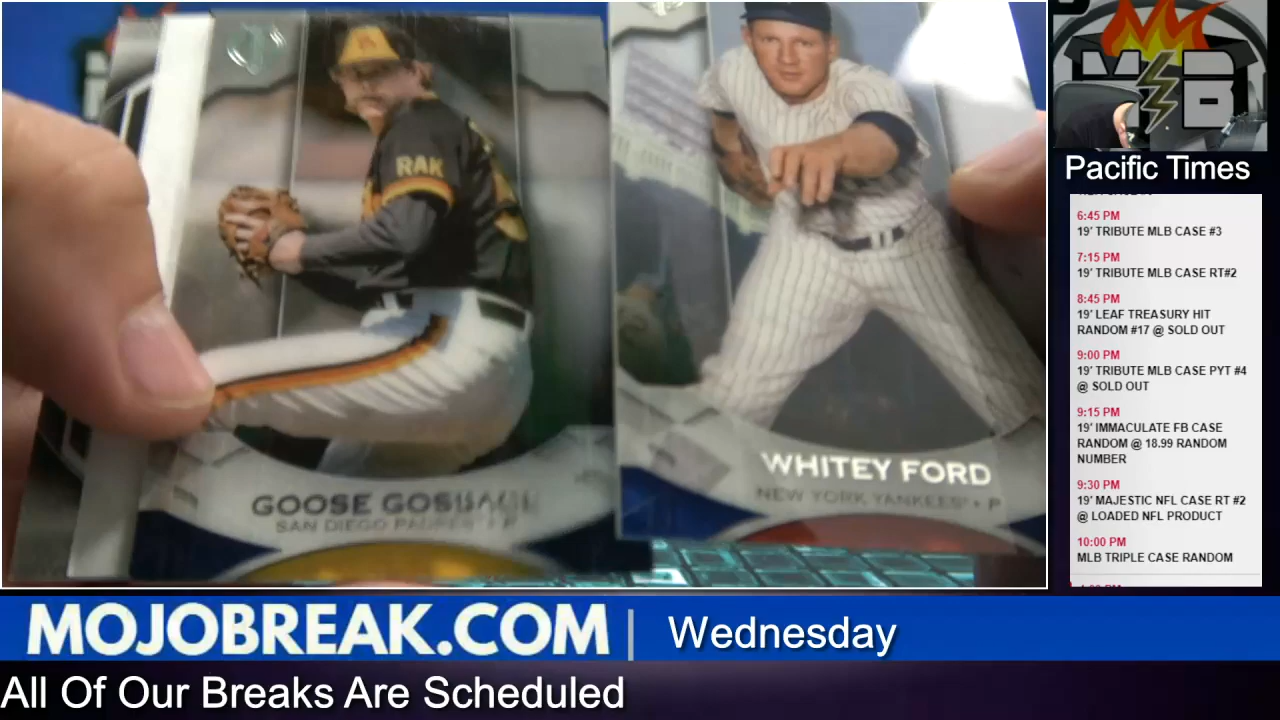 RAK
GOOSE GOSSAGE
SAN DIEGO PADRES • P
WHITEY FORD
NEW YORK YANKEES • P
MB
Pacific Times
6:45 PM
19' TRIBUTE MLB CASE #3
7:15 PM
19' TRIBUTE MLB CASE RT#2
8:45 PM
19' LEAF TREASURY HIT
RANDOM #17 @ SOLD OUT
9:00 PM
19' TRIBUTE MLB CASE PYT #4
@ SOLD OUT
9:15 PM
19' IMMACULATE FB CASE
RANDOM @ 18.99 RANDOM
NUMBER
9:30 PM
19' MAJESTIC NFL CASE RT #2
@ LOADED NFL PRODUCT
10:00 PM
MLB TRIPLE CASE RANDOM
MOJOBREAK.COM | Wednesday
All Of Our Breaks Are Scheduled